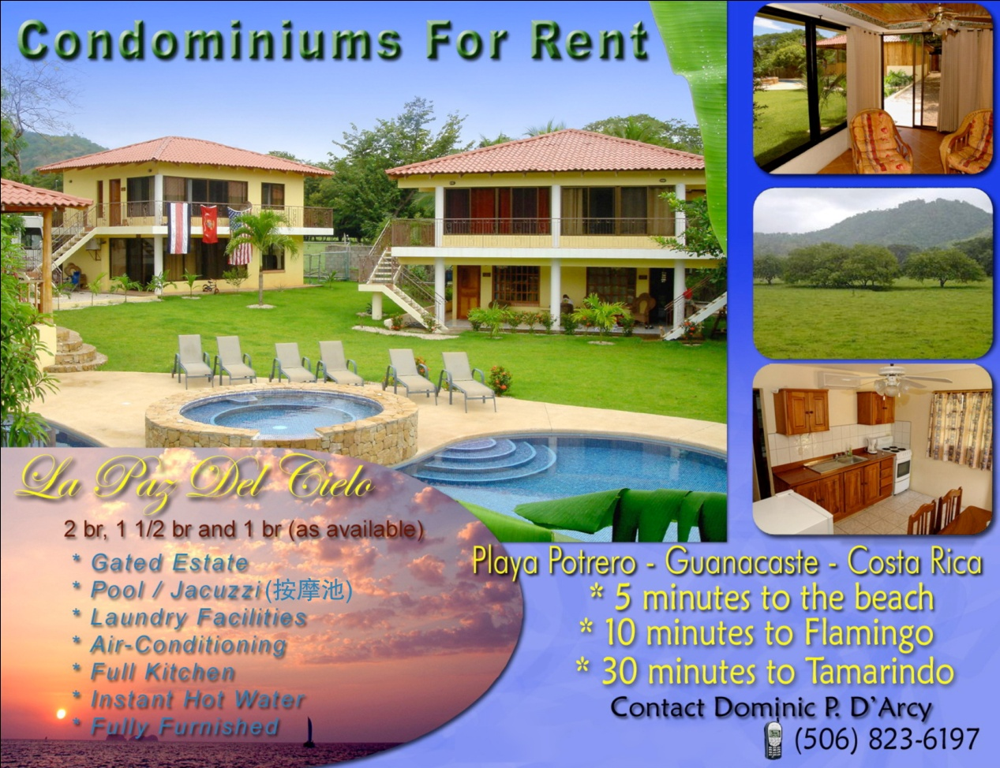 Condominiums For Rent
La Paz Del Cielo
2 br, 1 1/2 br and 1 br (as available)
* Gated Estate
* Pool / Jacuzzi (按摩池)
* Laundry Facilities
* Air-Conditioning
* Full Kitchen
* Instant Hot Water
* Fully Furnished
Playa Potrero - Guanacaste - Costa Rica
* 5 minutes to the beach
* 10 minutes to Flamingo
* 30 minutes to Tamarindo
Contact Dominic P. D'Arcy
(506) 823-6197